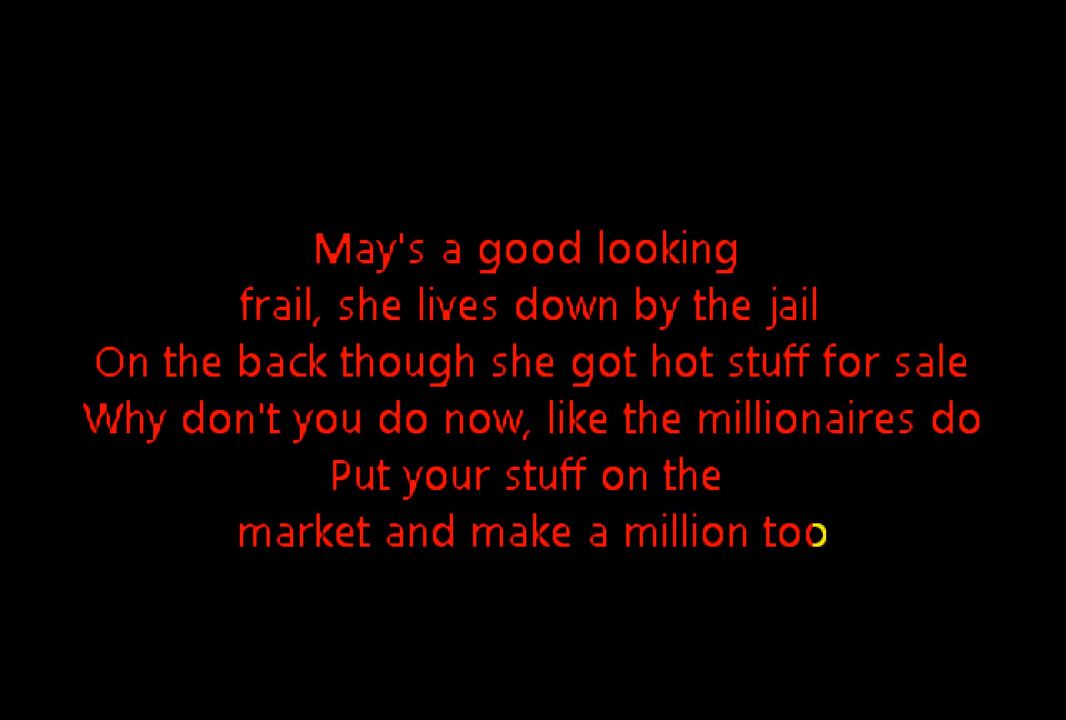 May's a good looking
frail, she lives down by the jail
On the back though she got hot stuff for sale
Why don't you do now, like the millionaires do
Put your stuff on the
market and make a million too